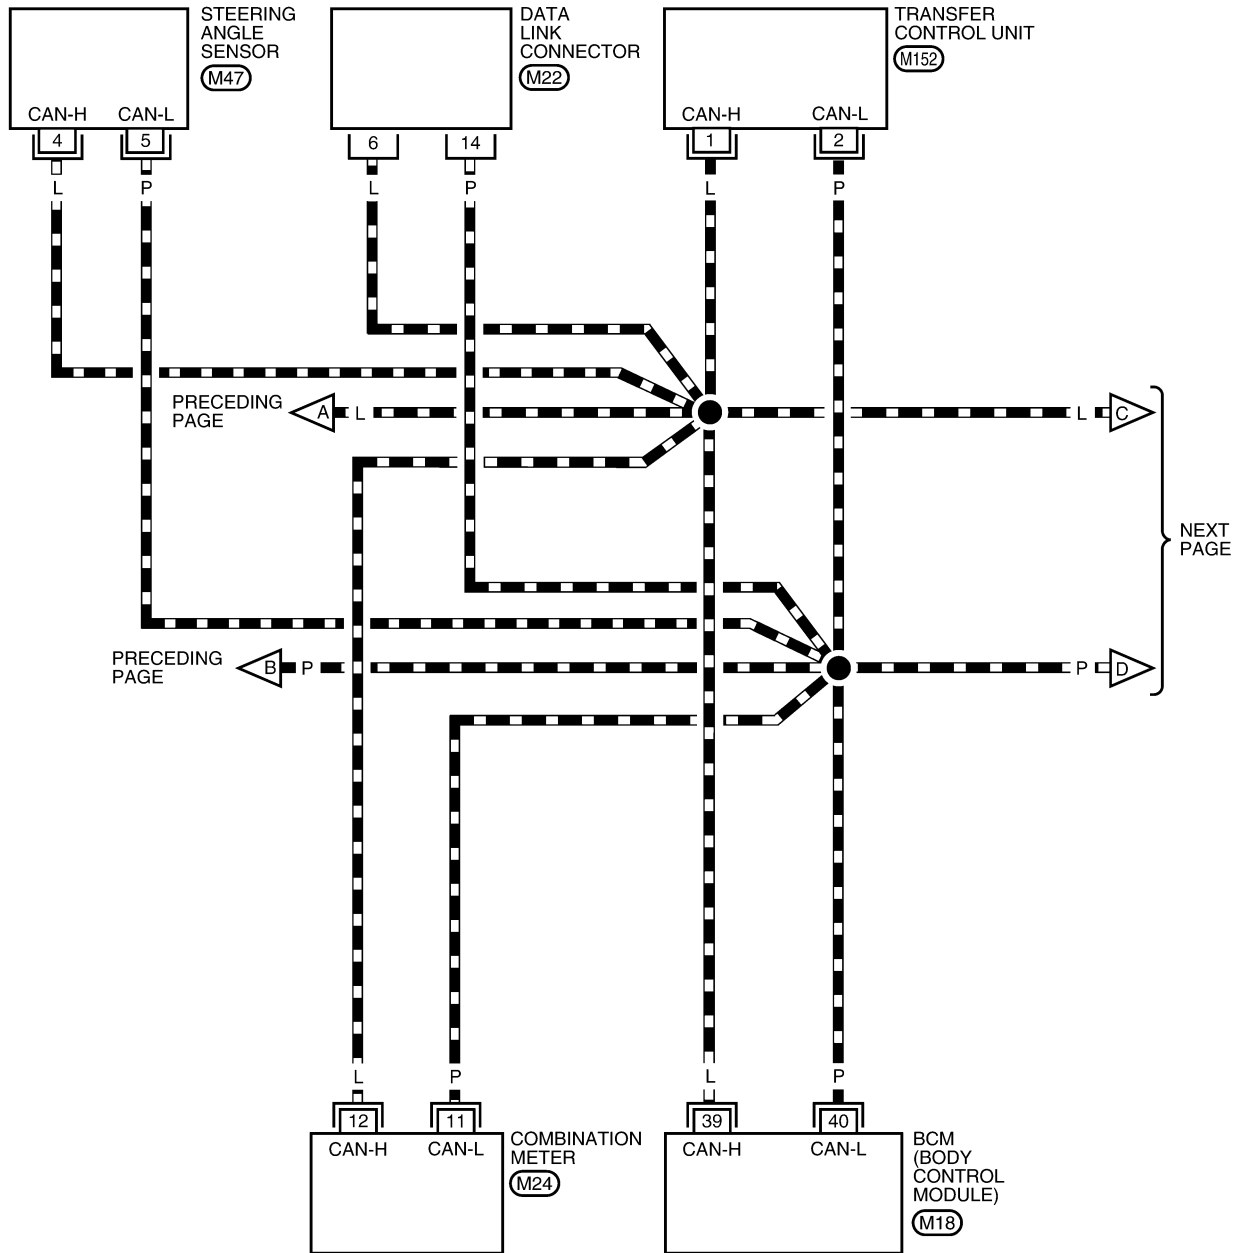 STEERING
ANGLE
SENSOR
M47
CAN-H
CAN-L
4
5
L
P
DATA
LINK
CONNECTOR
M22
6
14
L
P
TRANSFER
CONTROL UNIT
M152
CAN-H
CAN-L
1
2
L
P
PRECEDING
PAGE
A
L
L
C
NEXT
PAGE
PRECEDING
PAGE
B
P
P
D
L
P
12
11
CAN-H
CAN-L
COMBINATION
METER
M24
L
P
39
40
CAN-H
CAN-L
BCM
(BODY
CONTROL
MODULE)
M18